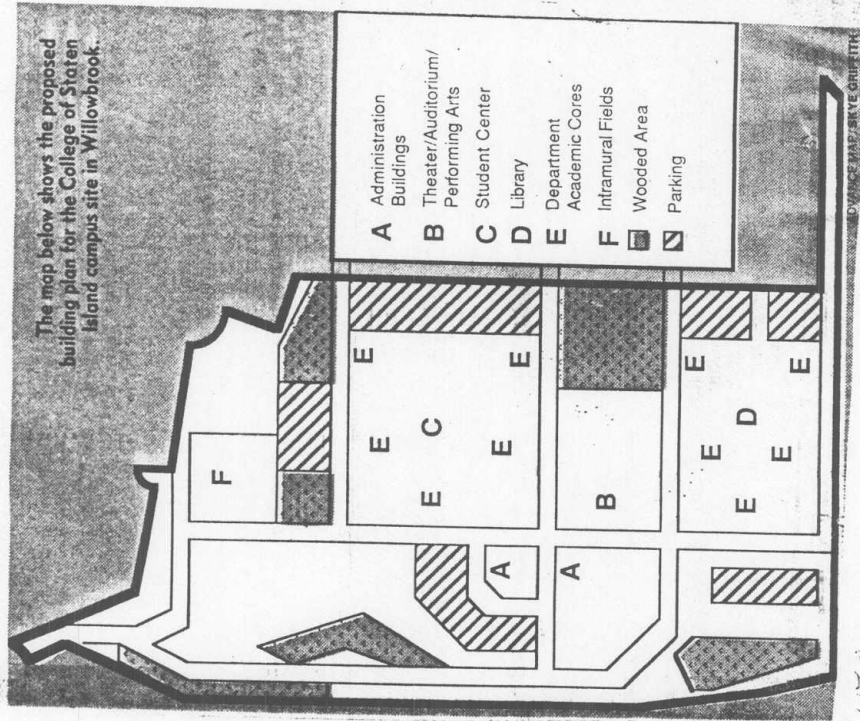 The map below shows the proposed
building plan for the College of Staten
Island campus site in Willowbrook.
A Administration
Buildings
B Theater/Auditorium/
Performing Arts
C Student Center
D Library
E Department
Academic Cores
F Intramural Fields
Wooded Area
Parking
F
E
E
C
E
E
E
A
A
B
E
E
D
E
E
E
ADVANCE MAP/SKYE GRIFFITH